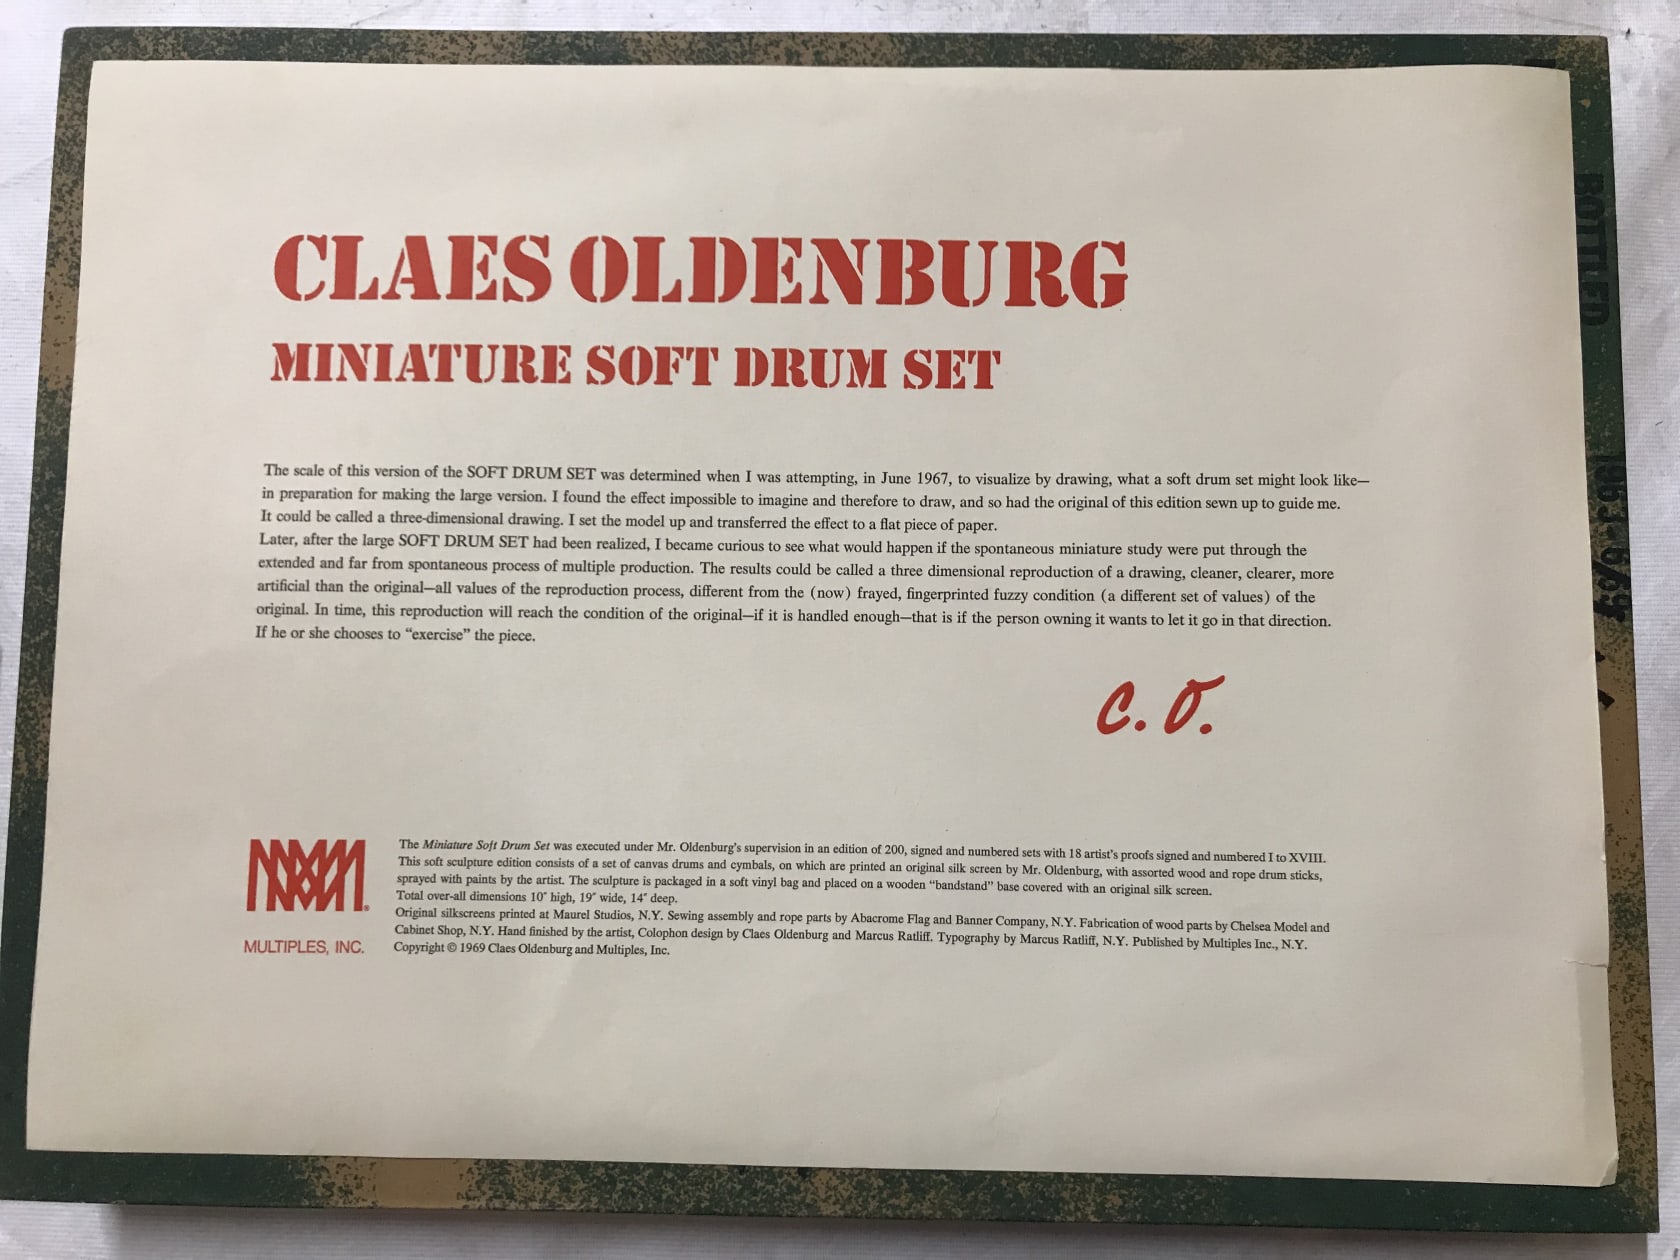 CLAES OLDENBURG
MINIATURE SOFT DRUM SET
The scale of this version of the SOFT DRUM SET was determined when I was attempting, in June 1967, to visualize by drawing, what a soft drum set might look like—
in preparation for making the large version. I found the effect impossible to imagine and therefore to draw, and so had the original of this edition sewn up to guide me.
It could be called a three-dimensional drawing. I set the model up and transferred the effect to a flat piece of paper.
Later, after the large SOFT DRUM SET had been realized, I became curious to see what would happen if the spontaneous miniature study were put through the
extended and far from spontaneous process of multiple production. The results could be called a three dimensional reproduction of a drawing, cleaner, clearer, more
artificial than the original—all values of the reproduction process, different from the (now) frayed, fingerprinted fuzzy condition (a different set of values) of the
original. In time, this reproduction will reach the condition of the original—if it is handled enough—that is if the person owning it wants to let it go in that direction.
If he or she chooses to “exercise” the piece.
C. O.
The Miniature Soft Drum Set was executed under Mr. Oldenburg's supervision in an edition of 200, signed and numbered sets with 18 artist's proofs signed and numbered I to XVIII.
This soft sculpture edition consists of a set of canvas drums and cymbals, on which are printed an original silk screen by Mr. Oldenburg, with assorted wood and rope drum sticks,
sprayed with paints by the artist. The sculpture is packaged in a soft vinyl bag and placed on a wooden “bandstand” base covered with an original silk screen.
Total over-all dimensions 10″ high, 19″ wide, 14″ deep.
Original silkscreens printed at Maurel Studios, N.Y. Sewing assembly and rope parts by Abacrome Flag and Banner Company, N.Y. Fabrication of wood parts by Chelsea Model and
Cabinet Shop, N.Y. Hand finished by the artist, Colophon design by Claes Oldenburg and Marcus Ratliff. Typography by Marcus Ratliff, N.Y. Published by Multiples Inc., N.Y.
Copyright © 1969 Claes Oldenburg and Multiples, Inc.
MULTIPLES, INC.
BOTTLED